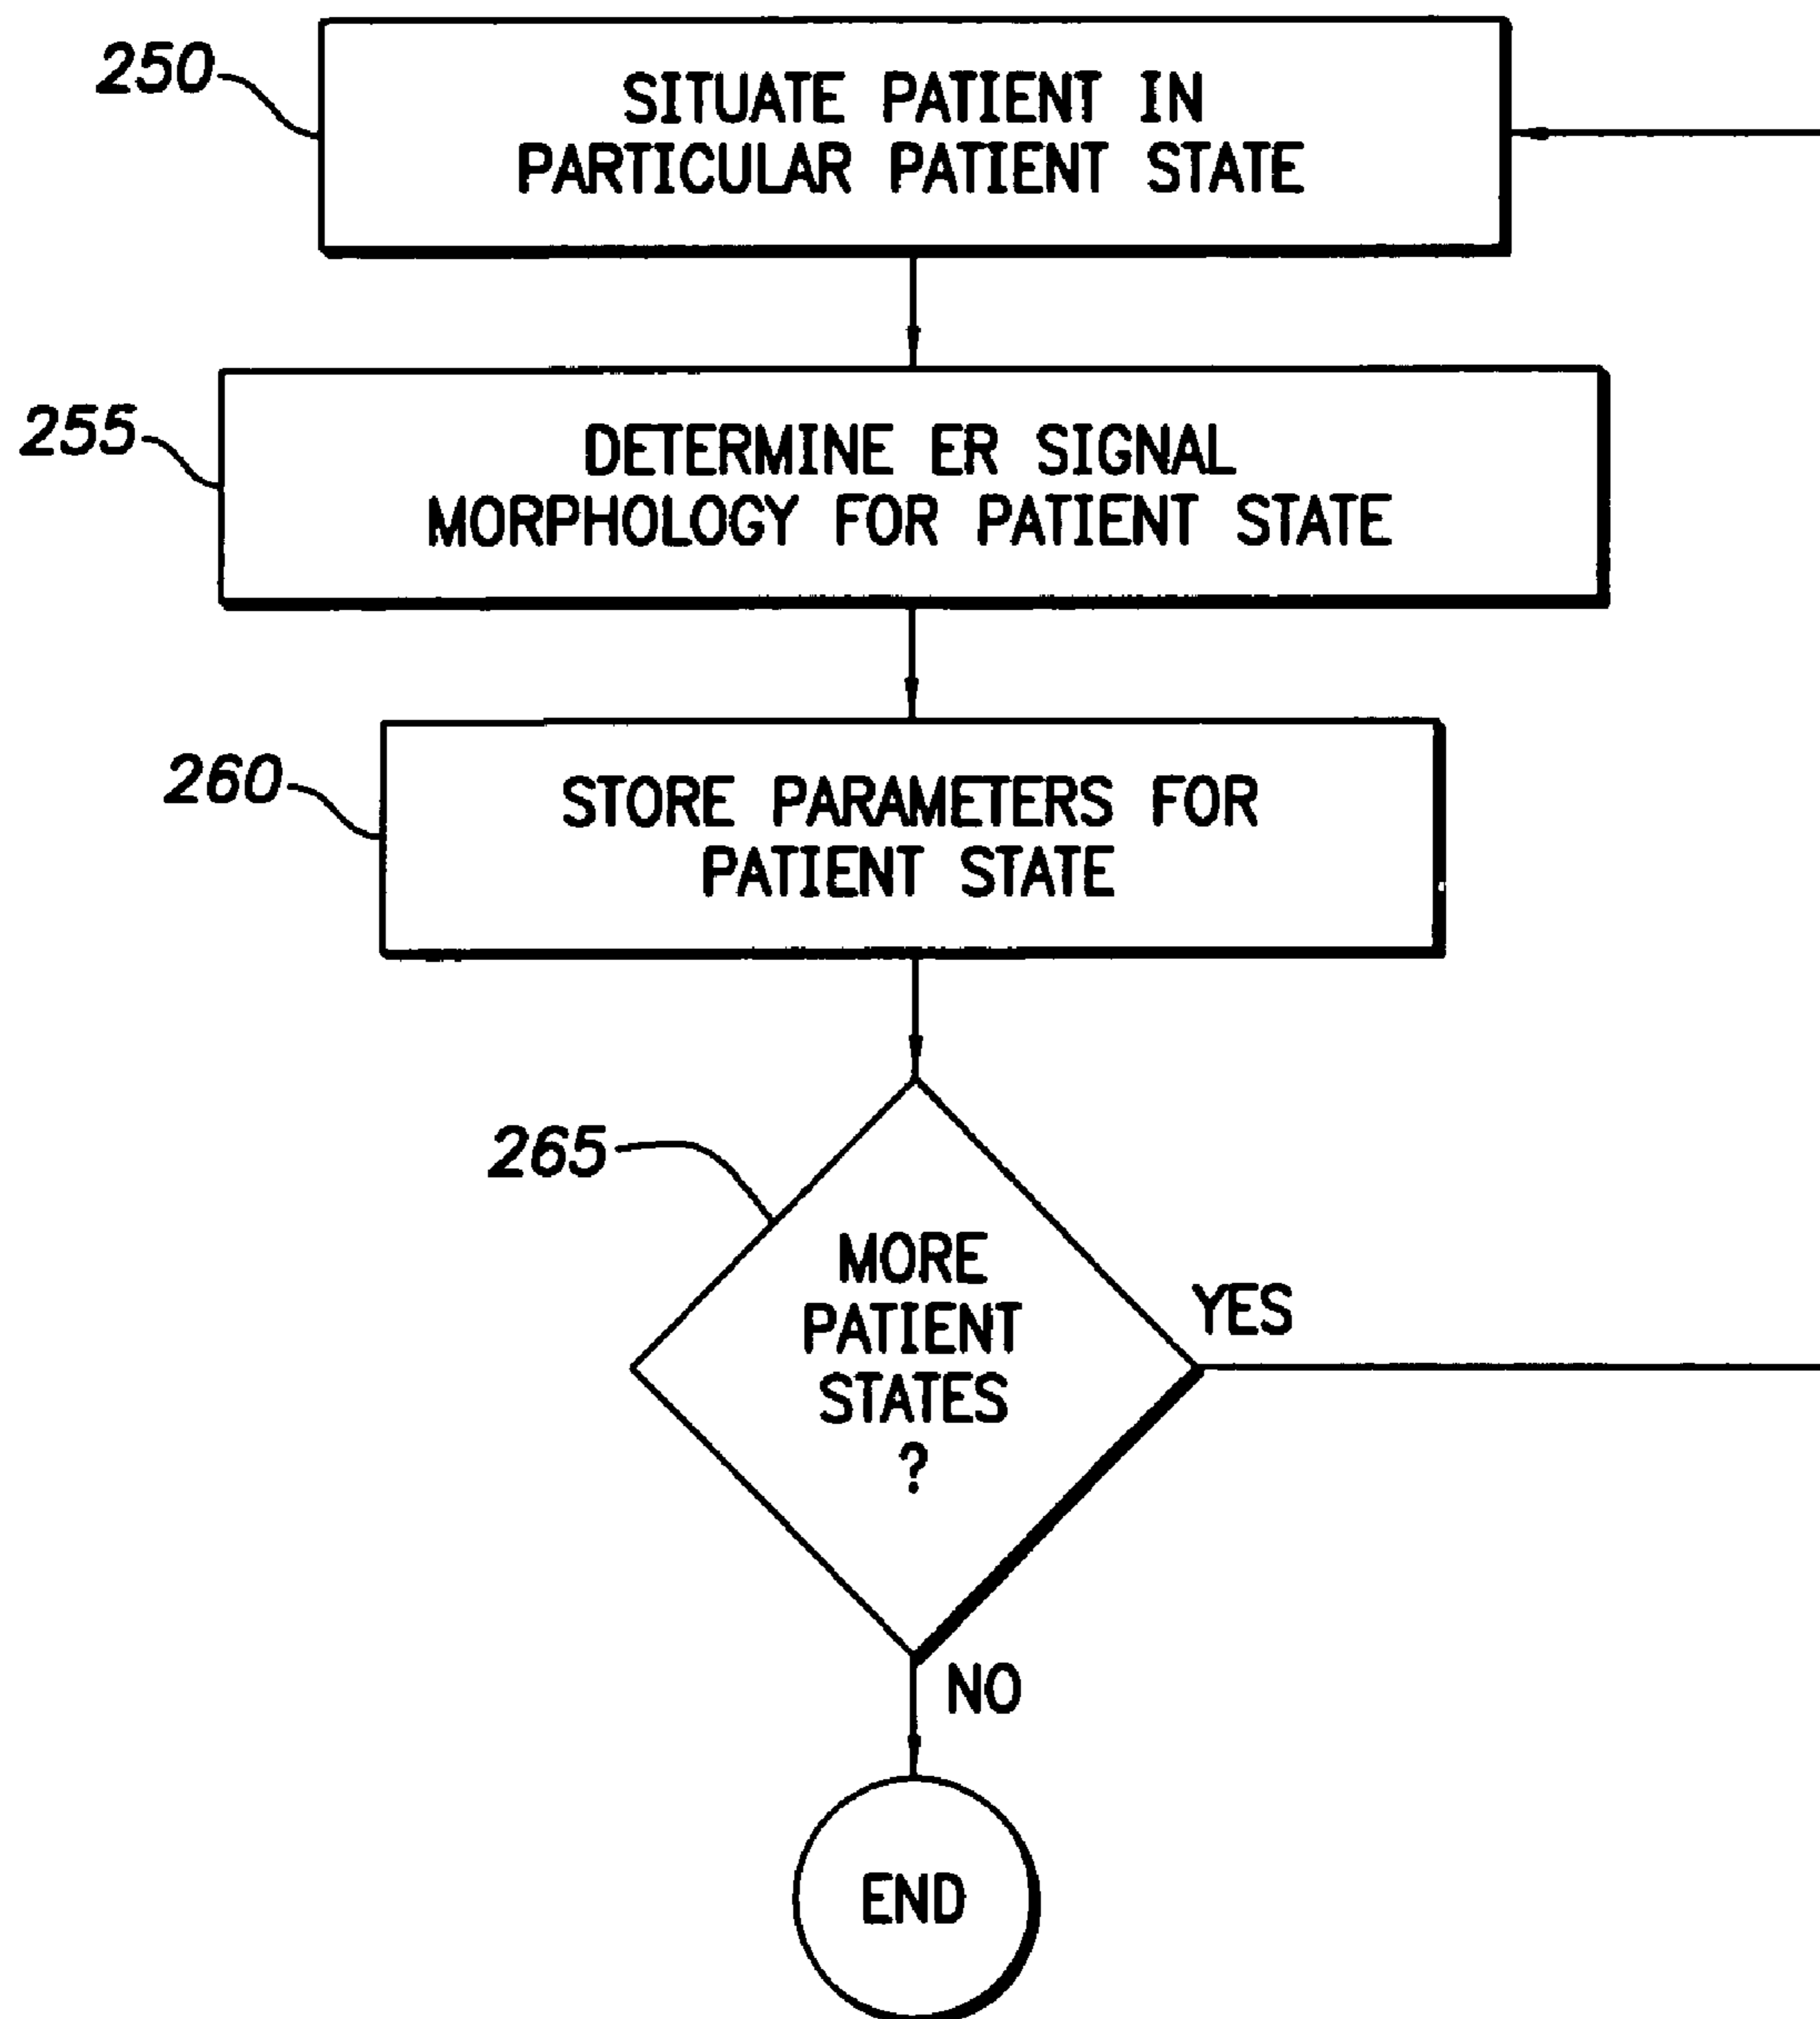 250
SITUATE PATIENT IN
PARTICULAR PATIENT STATE
255
DETERMINE ER SIGNAL
MORPHOLOGY FOR PATIENT STATE
260
STORE PARAMETERS FOR
PATIENT STATE
265
MORE
PATIENT
STATES
?
YES
NO
END